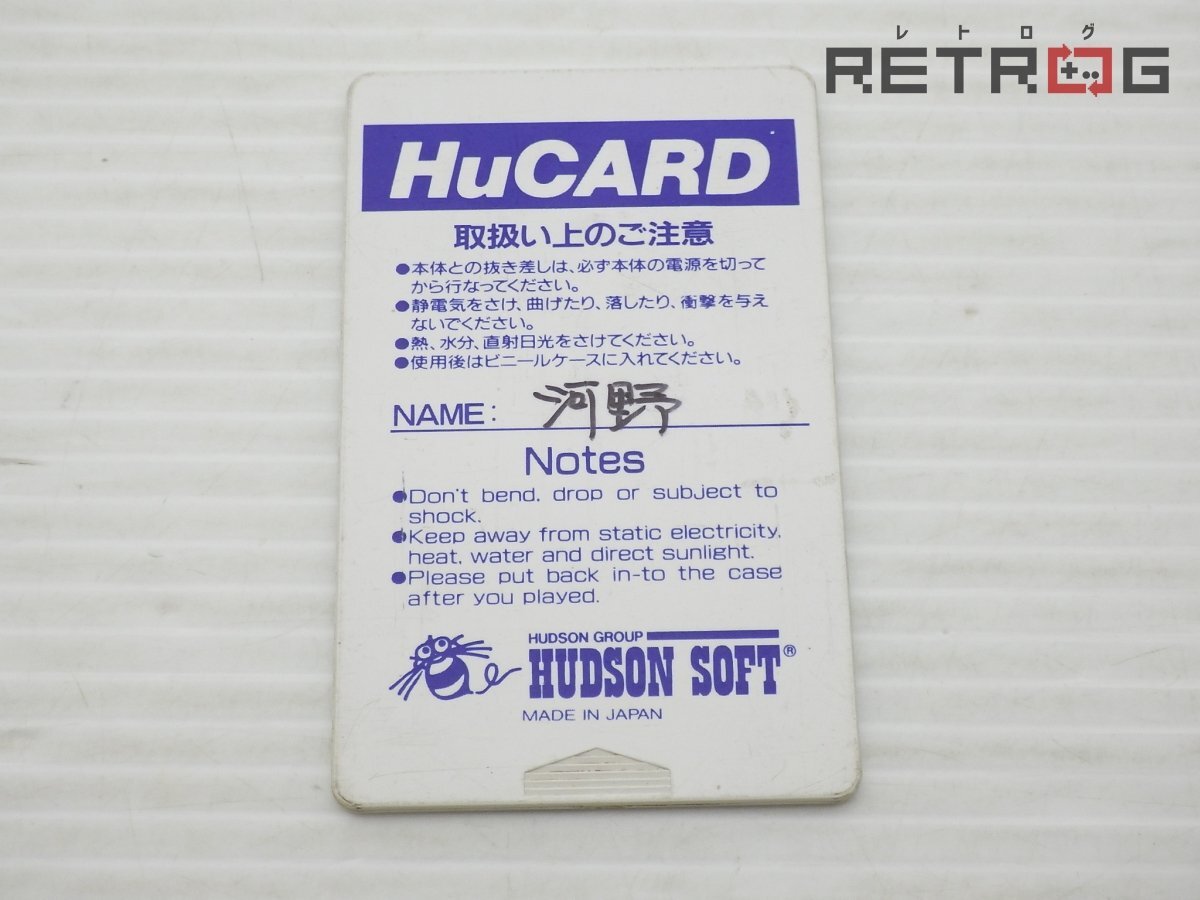 レトログ
RETROG
HuCARD
取扱い上のご注意
●本体との抜き差しは、必ず本体の電源を切って
から行なってください。
●静電気をさけ、曲げたり、落したり、衝撃を与え
ないでください。
●熱、水分、直射日光をさけてください。
●使用後はビニールケースに入れてください。
NAME: 河野
Notes
●Don't bend, drop or subject to
shock.
●Keep away from static electricity,
heat, water and direct sunlight.
●Please put back in-to the case
after you played.
HUDSON GROUP
HUDSON SOFT®
MADE IN JAPAN